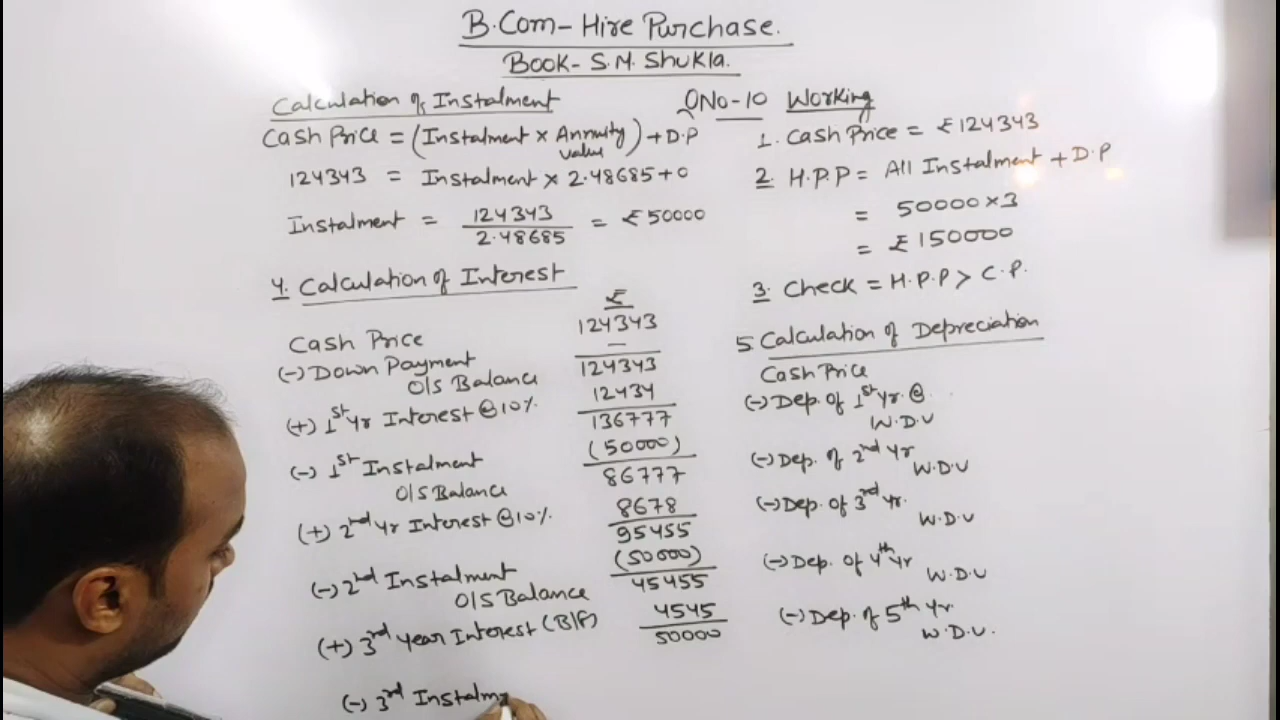 B.Com- Hire Purchase.
Book- S.M. Shukla.
QNo-10
Calculation of Instalment
Cash Price = (Instalment × Annuity value) + D.P
124343 = Instalment × 2.48685+0
Instalment = 124343 / 2.48685 = ₹50000
Working
1. Cash Price = ₹124343
2. H.P.P = All Instalment + D.P
= 50000×3
= ₹150000
3. Check = H.P.P > C.P.
4. Calculation of Interest
₹
Cash Price 124343
(-) Down Payment —
O/S Balance 124343
(+) 1st Yr Interest @10% 12434
136777
(-) 1st Instalment (50000)
O/S Balance 86777
(+) 2nd Yr Interest @10% 8678
95455
(-) 2nd Instalment (50000)
O/S Balance 45455
(+) 3rd Year Interest (B/F) 4545
50000
(-) 3rd Instalm
5. Calculation of Depreciation
Cash Price
(-) Dep. of 1st Yr. @
W.D.V
(-) Dep. of 2nd Yr
W.D.V
(-) Dep. of 3rd Yr.
W.D.V
(-) Dep. of 4th Yr
W.D.V
(-) Dep. of 5th Yr.
W.D.V.